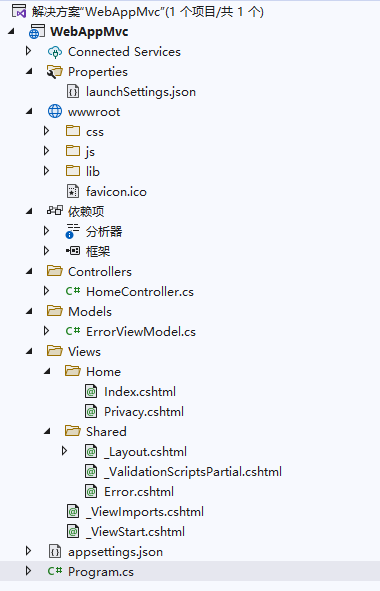 解决方案"WebAppMvc"(1 个项目/共 1 个)
WebAppMvc
Connected Services
Properties
launchSettings.json
wwwroot
css
js
lib
favicon.ico
依赖项
分析器
框架
Controllers
C# HomeController.cs
Models
C# ErrorViewModel.cs
Views
Home
Index.cshtml
Privacy.cshtml
Shared
_Layout.cshtml
_ValidationScriptsPartial.cshtml
Error.cshtml
_ViewImports.cshtml
_ViewStart.cshtml
appsettings.json
C# Program.cs